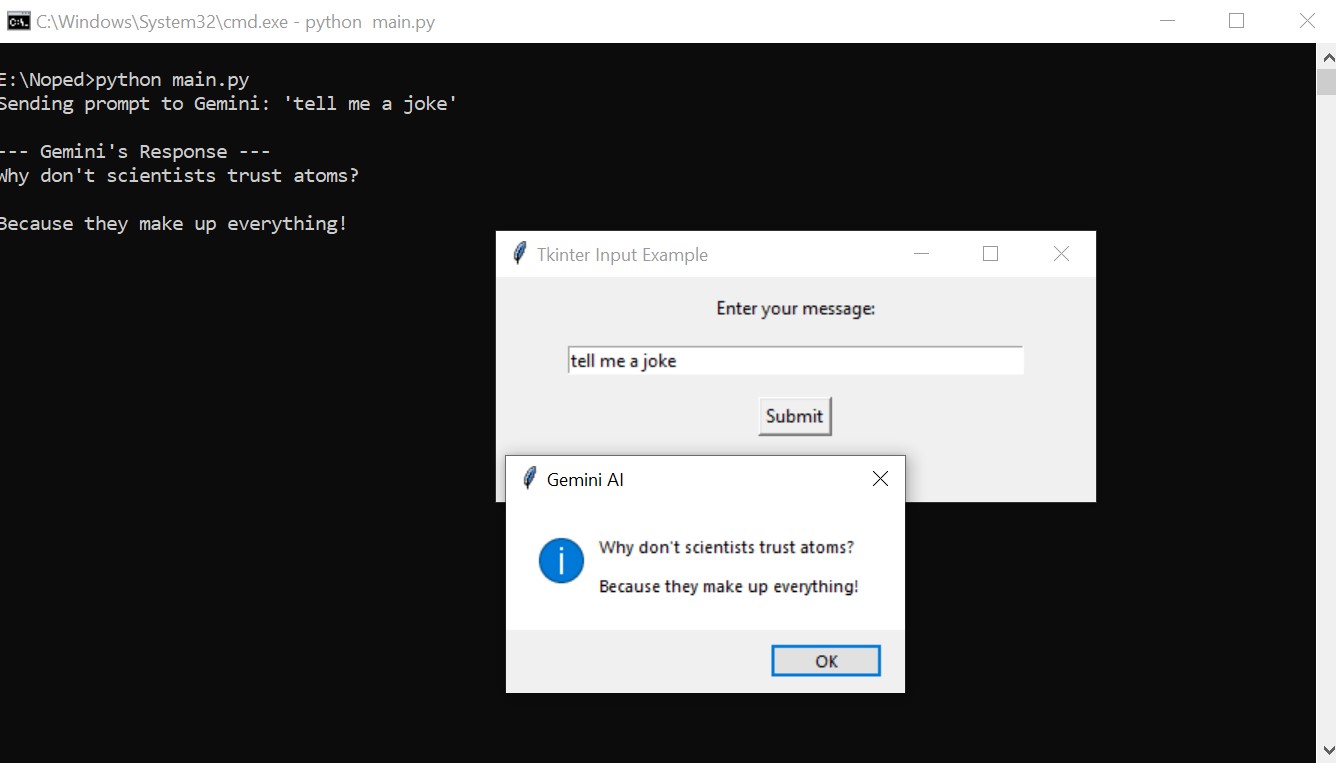 C:\Windows\System32\cmd.exe - python  main.py
E:\Noped>python main.py
Sending prompt to Gemini: 'tell me a joke'
--- Gemini's Response ---
Why don't scientists trust atoms?
Because they make up everything!
Tkinter Input Example
Enter your message:
tell me a joke
Submit
Gemini AI
Why don't scientists trust atoms?
Because they make up everything!
OK